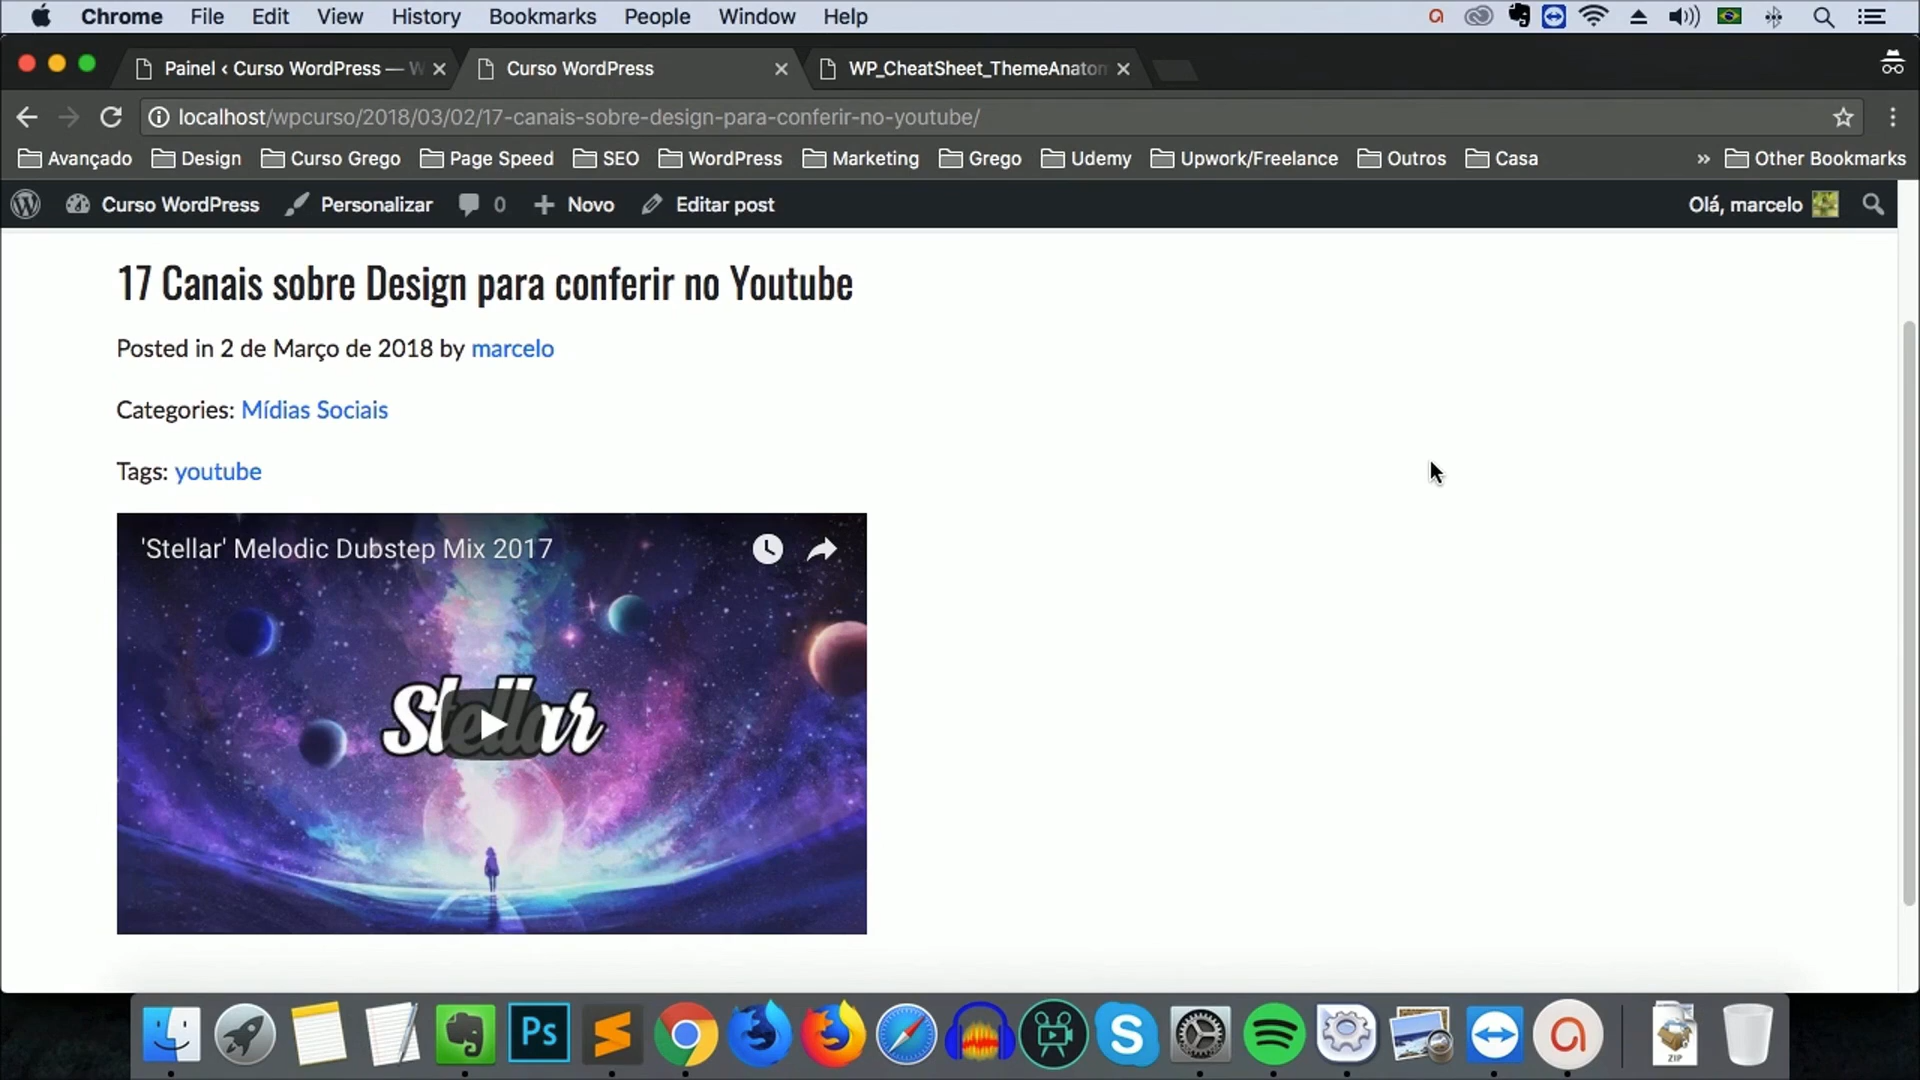 Chrome File Edit View History Bookmarks People Window Help
Painel ‹ Curso WordPress — W
Curso WordPress
WP_CheatSheet_ThemeAnatom
localhost/wpcurso/2018/03/02/17-canais-sobre-design-para-conferir-no-youtube/
Avançado Design Curso Grego Page Speed SEO WordPress Marketing Grego Udemy Upwork/Freelance Outros Casa » Other Bookmarks
Curso WordPress Personalizar 0 + Novo Editar post Olá, marcelo
17 Canais sobre Design para conferir no Youtube
Posted in 2 de Março de 2018 by marcelo
Categories: Mídias Sociais
Tags: youtube
'Stellar' Melodic Dubstep Mix 2017
Stellar
Ps
S
ZIP